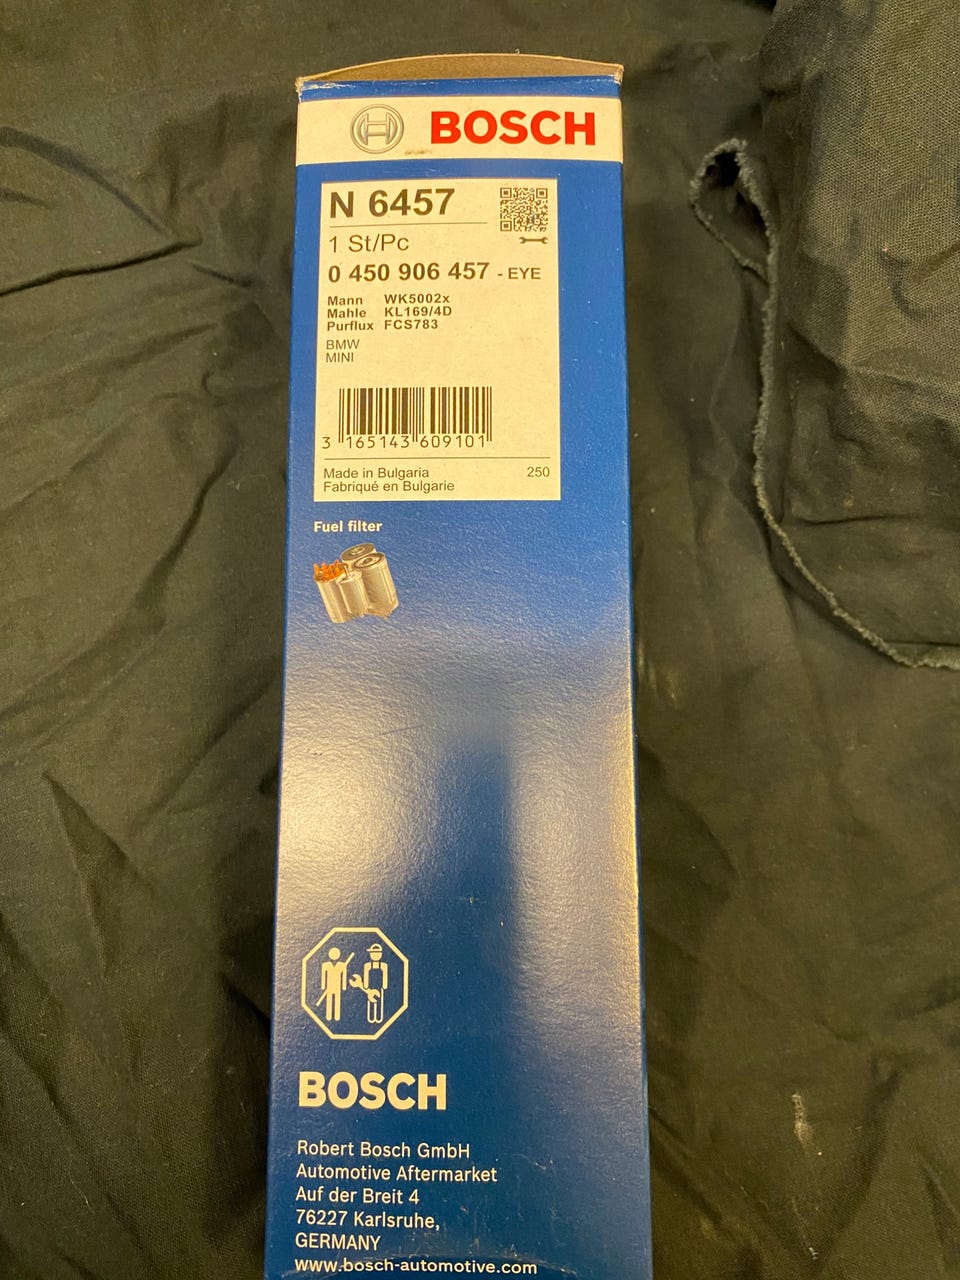 BOSCH
N 6457
1 St/Pc
0 450 906 457 - EYE
Mann WK5002x
Mahle KL169/4D
Purflux FCS783
BMW
MINI
3 165143 609101
Made in Bulgaria 250
Fabriqué en Bulgarie
Fuel filter
BOSCH
Robert Bosch GmbH
Automotive Aftermarket
Auf der Breit 4
76227 Karlsruhe,
GERMANY
www.bosch-automotive.com